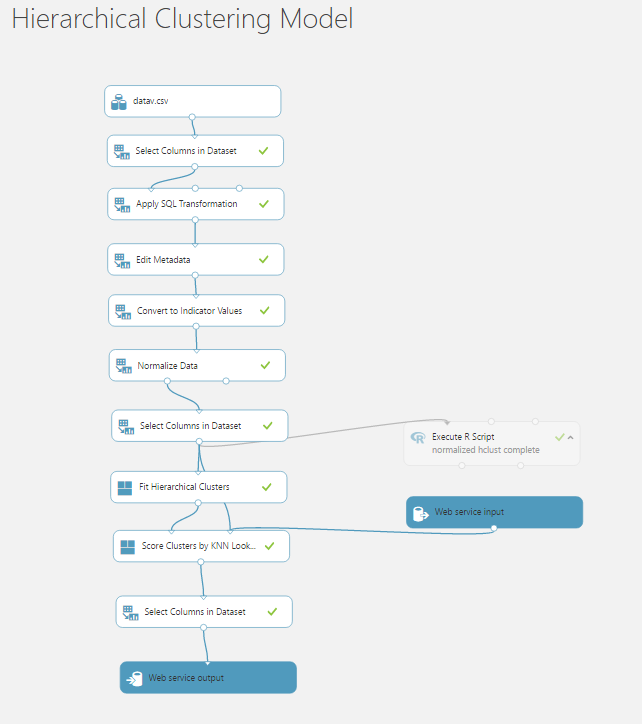 Hierarchical Clustering Model
datav.csv
Select Columns in Dataset
Apply SQL Transformation
Edit Metadata
Convert to Indicator Values
Normalize Data
Select Columns in Dataset
R Execute R Script
normalized hclust complete
Fit Hierarchical Clusters
Web service input
Score Clusters by KNN Look...
Select Columns in Dataset
Web service output